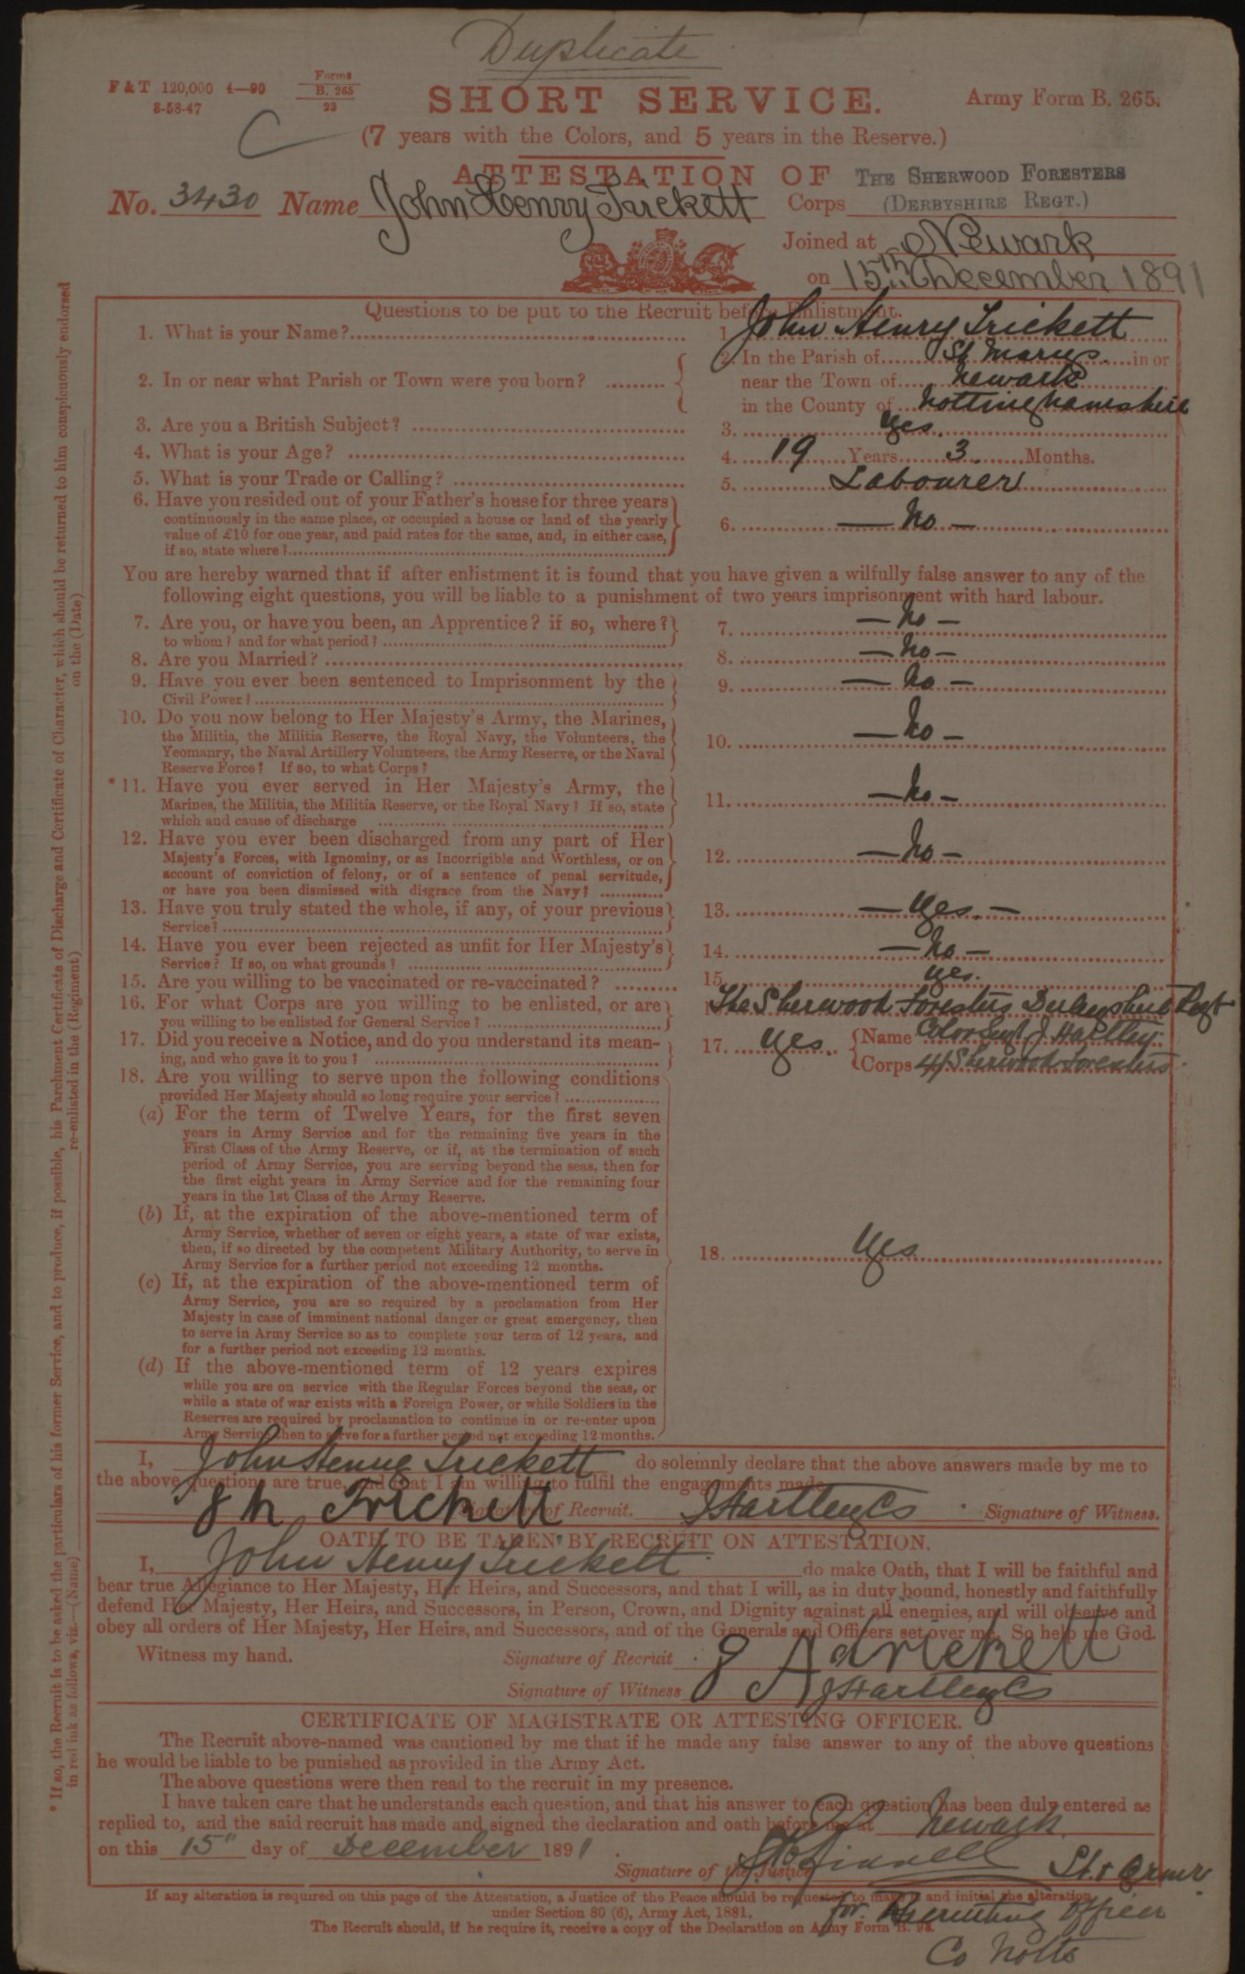 Duplicate
F & T 120,000 4—90
8-58-47
Forms
B. 265
23
SHORT SERVICE.
Army Form B. 265.
C
(7 years with the Colors, and 5 years in the Reserve.)
ATTESTATION OF
No. 3430 Name John Henry Trickett Corps THE SHERWOOD FORESTERS
(DERBYSHIRE REGT.)
Joined at Newark
on 15th December 1891
Questions to be put to the Recruit before Enlistment.
1. What is your Name? 1. John Henry Trickett
2. In or near what Parish or Town were you born? 2. In the Parish of St Marys in or
near the Town of Newark
in the County of Nottinghamshire
3. Are you a British Subject? 3. Yes.
4. What is your Age? 4. 19 Years 3 Months.
5. What is your Trade or Calling? 5. Labourer
6. Have you resided out of your Father's house for three years
continuously in the same place, or occupied a house or land of the yearly
value of £10 for one year, and paid rates for the same, and, in either case,
if so, state where? 6. — No —
You are hereby warned that if after enlistment it is found that you have given a wilfully false answer to any of the
following eight questions, you will be liable to a punishment of two years imprisonment with hard labour.
7. Are you, or have you been, an Apprentice? if so, where?
to whom? and for what period? 7. — No —
8. Are you Married? 8. — No —
9. Have you ever been sentenced to Imprisonment by the
Civil Power? 9. — No —
10. Do you now belong to Her Majesty's Army, the Marines,
the Militia, the Militia Reserve, the Royal Navy, the Volunteers, the
Yeomanry, the Naval Artillery Volunteers, the Army Reserve, or the Naval
Reserve Force? If so, to what Corps? 10. — No —
* 11. Have you ever served in Her Majesty's Army, the
Marines, the Militia, the Militia Reserve, or the Royal Navy? If so, state
which and cause of discharge 11. — No —
12. Have you ever been discharged from any part of Her
Majesty's Forces, with Ignominy, or as Incorrigible and Worthless, or on
account of conviction of felony, or of a sentence of penal servitude,
or have you been dismissed with disgrace from the Navy? 12. — No —
13. Have you truly stated the whole, if any, of your previous
Service? 13. — Yes. —
14. Have you ever been rejected as unfit for Her Majesty's
Service? If so, on what grounds? 14. — No —
15. Are you willing to be vaccinated or re-vaccinated? 15. Yes.
16. For what Corps are you willing to be enlisted, or are
you willing to be enlisted for General Service? The Sherwood Foresters Derbyshire Regt
17. Did you receive a Notice, and do you understand its mean-
ing, and who gave it to you? 17. Yes. Name Color Sergt J. Hartley
Corps 4/ Sherwood Foresters.
18. Are you willing to serve upon the following conditions
provided Her Majesty should so long require your service?
(a) For the term of Twelve Years, for the first seven
years in Army Service and for the remaining five years in the
First Class of the Army Reserve, or if, at the termination of such
period of Army Service, you are serving beyond the seas, then for
the first eight years in Army Service and for the remaining four
years in the 1st Class of the Army Reserve.
(b) If, at the expiration of the above-mentioned term of
Army Service, whether of seven or eight years, a state of war exists,
then, if so directed by the competent Military Authority, to serve in
Army Service for a further period not exceeding 12 months.
18. Yes
(c) If, at the expiration of the above-mentioned term of
Army Service, you are so required by a proclamation from Her
Majesty in case of imminent national danger or great emergency, then
to serve in Army Service so as to complete your term of 12 years, and
for a further period not exceeding 12 months.
(d) If the above-mentioned term of 12 years expires
while you are on service with the Regular Forces beyond the seas, or
while a state of war exists with a Foreign Power, or while Soldiers in the
Reserves are required by proclamation to continue in or re-enter upon
Army Service, then to serve for a further period not exceeding 12 months.
I, John Henry Trickett do solemnly declare that the above answers made by me to
the above questions are true, and that I am willing to fulfil the engagements made.
J H Trickett Signature of Recruit. J Hartley CS Signature of Witness.
OATH TO BE TAKEN BY RECRUIT ON ATTESTATION.
I, John Henry Trickett do make Oath, that I will be faithful and
bear true Allegiance to Her Majesty, Her Heirs, and Successors, and that I will, as in duty bound, honestly and faithfully
defend Her Majesty, Her Heirs, and Successors, in Person, Crown, and Dignity against all enemies, and will observe and
obey all orders of Her Majesty, Her Heirs, and Successors, and of the Generals and Officers set over me. So help me God.
Witness my hand. Signature of Recruit J H Trickett
Signature of Witness J Hartley CS
CERTIFICATE OF MAGISTRATE OR ATTESTING OFFICER.
The Recruit above-named was cautioned by me that if he made any false answer to any of the above questions
he would be liable to be punished as provided in the Army Act.
The above questions were then read to the recruit in my presence.
I have taken care that he understands each question, and that his answer to each question has been duly entered as
replied to, and the said recruit has made and signed the declaration and oath before me at Newark
on this 15" day of December 1891
Signature of the Justice
for Recruiting Officer
Co Notts
If any alteration is required on this page of the Attestation, a Justice of the Peace should be requested to make it and initial the alteration
under Section 80 (6), Army Act, 1881.
The Recruit should, if he require it, receive a copy of the Declaration on Army Form B. 93.
* If so, the Recruit is to be asked the particulars of his former Service, and to produce, if possible, his Parchment Certificate of Discharge and Certificate of Character, which should be returned to him conspicuously endorsed
in red ink as follows, viz.—(Name) re-enlisted in the (Regiment) on the (Date)